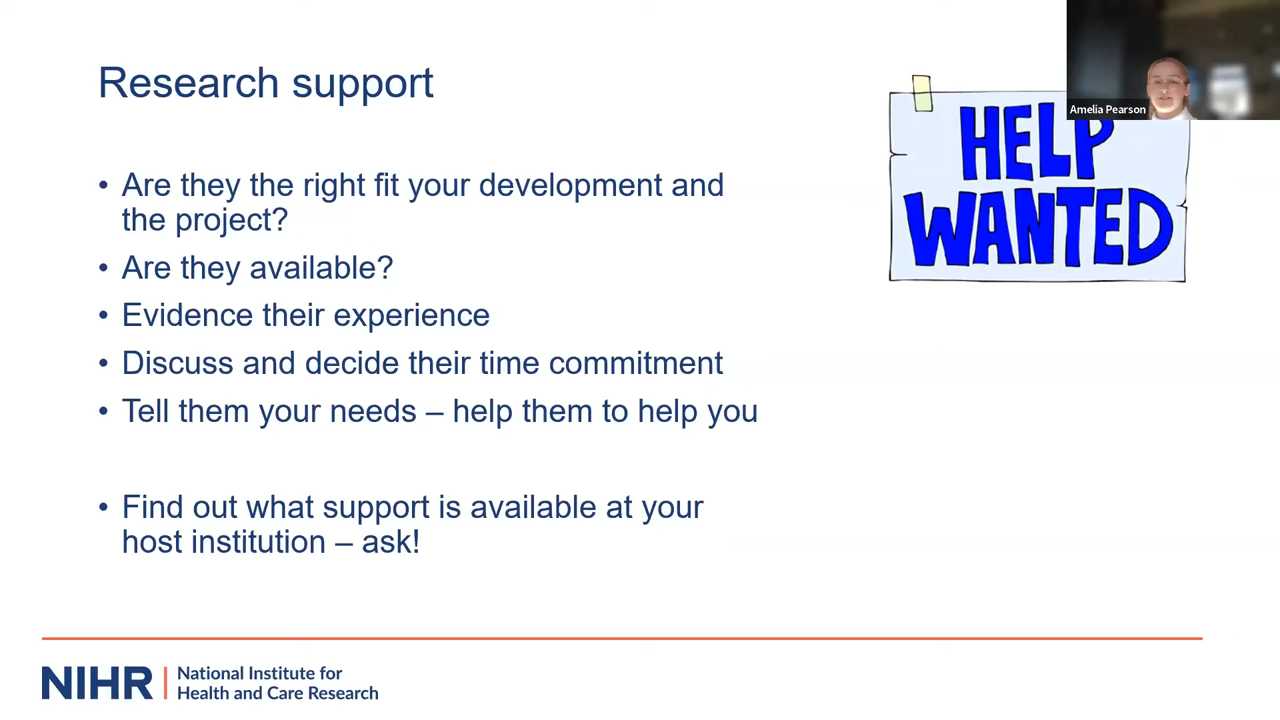 Research support
Amelia Pearson
HELP
WANTED
• Are they the right fit your development and
the project?
• Are they available?
• Evidence their experience
• Discuss and decide their time commitment
• Tell them your needs – help them to help you
• Find out what support is available at your
host institution – ask!
NIHR | National Institute for
Health and Care Research